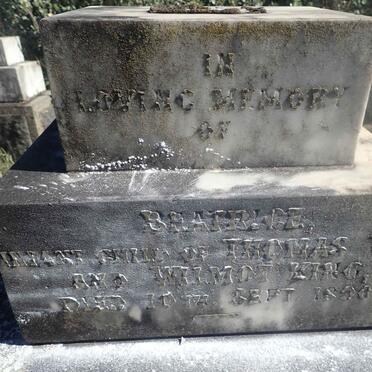 IN
LOVING MEMORY
OF
BEATRICE,
INFANT CHILD OF THOMAS
AND WILMOT KING,
DIED 10TH SEPT